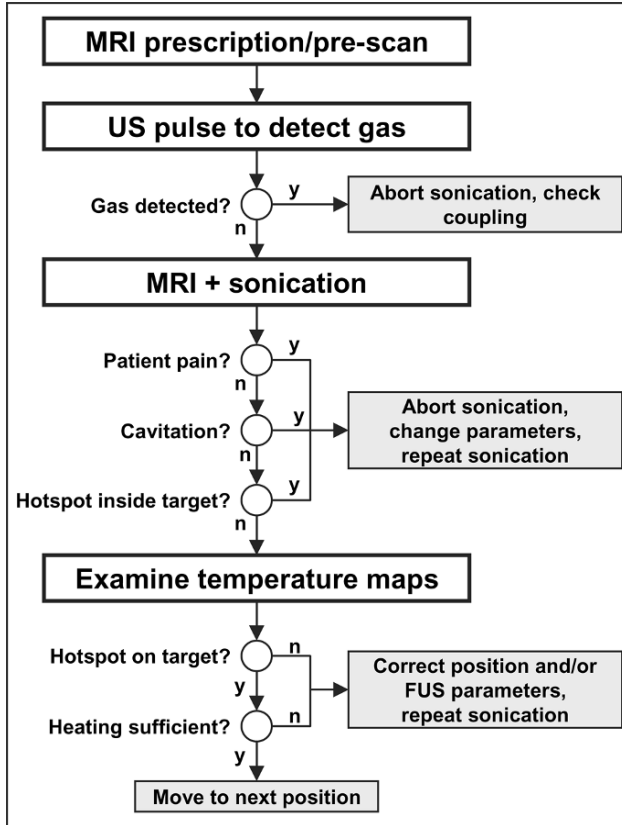 MRI prescription/pre-scan
US pulse to detect gas
Gas detected?
y
n
Abort sonication, check
coupling
MRI + sonication
Patient pain?
y
n
Cavitation?
y
n
Abort sonication,
change parameters,
repeat sonication
Hotspot inside target?
y
n
Examine temperature maps
Hotspot on target?
n
y
Correct position and/or
FUS parameters,
repeat sonication
Heating sufficient?
n
y
Move to next position